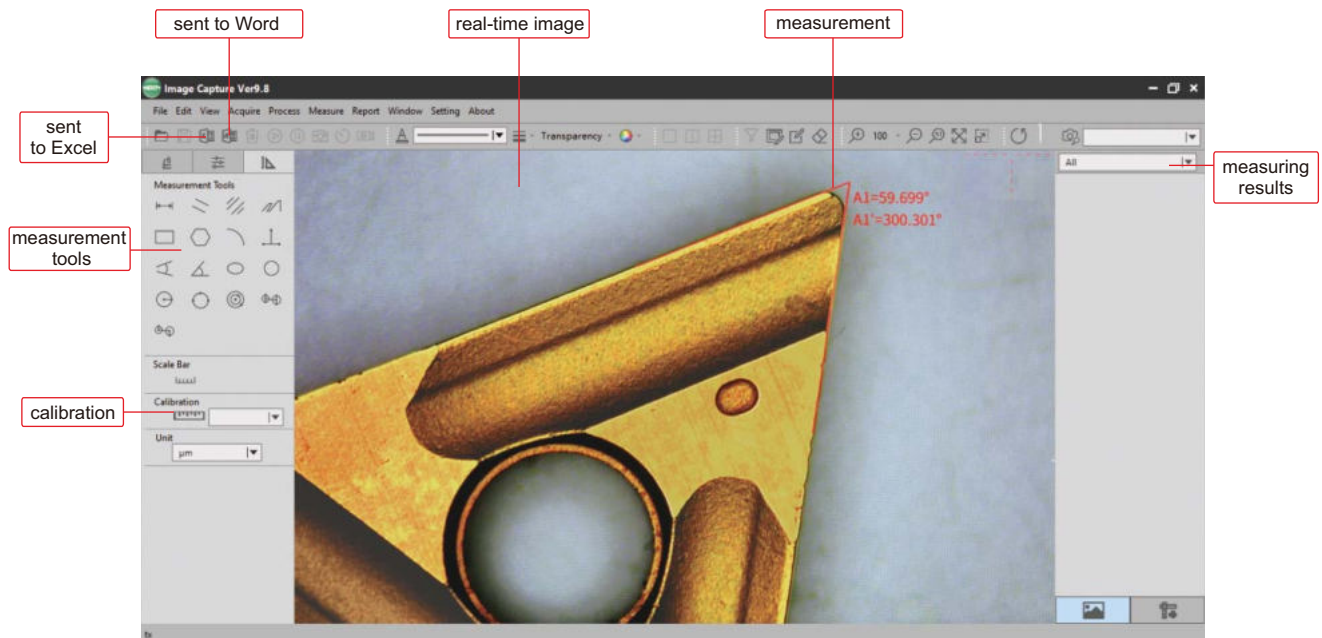 sent to Word
real-time image
measurement
Image Capture Ver9.8
File Edit View Acquire Process Measure Report Window Setting About
sent
to Excel
Transparency
100
All
measuring
results
Measurement Tools
A1=59.699°
A1'=300.301°
measurement
tools
Scale Bar
Calibration
calibration
Unit
μm